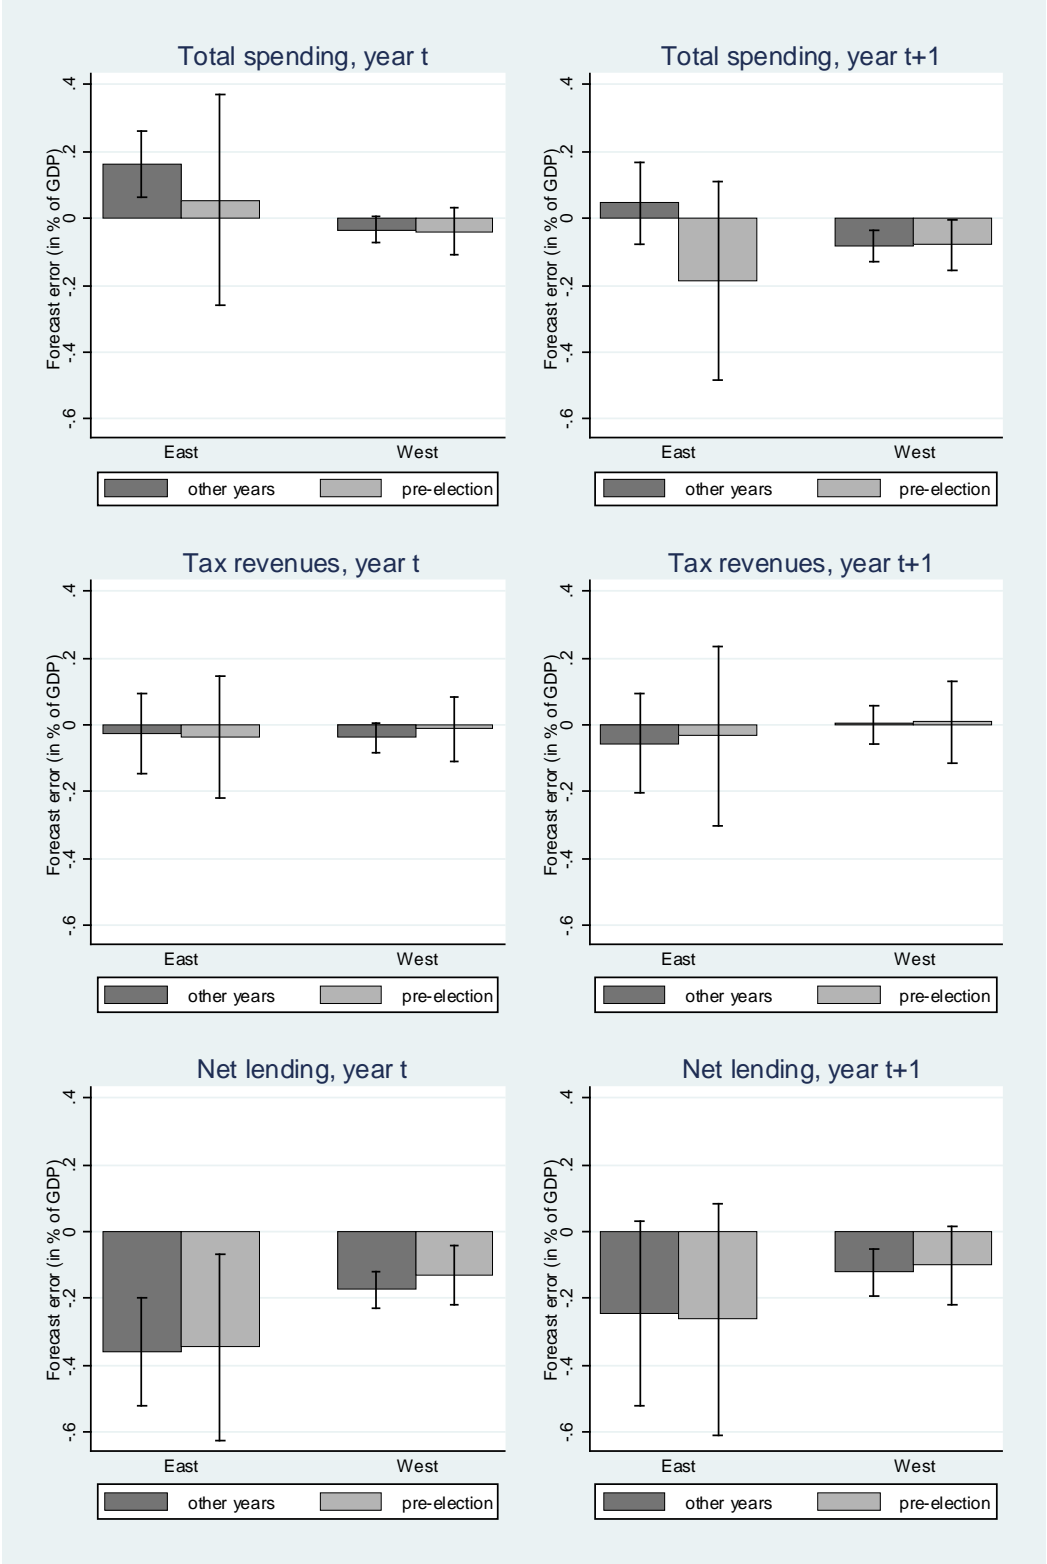 Total spending, year t
Forecast error (in % of GDP)
.4
.2
0
-.2
-.4
-.6
East West
other years pre-election
Total spending, year t+1
Forecast error (in % of GDP)
.4
.2
0
-.2
-.4
-.6
East West
other years pre-election
Tax revenues, year t
Forecast error (in % of GDP)
.4
.2
0
-.2
-.4
-.6
East West
other years pre-election
Tax revenues, year t+1
Forecast error (in % of GDP)
.4
.2
0
-.2
-.4
-.6
East West
other years pre-election
Net lending, year t
Forecast error (in % of GDP)
.4
.2
0
-.2
-.4
-.6
East West
other years pre-election
Net lending, year t+1
Forecast error (in % of GDP)
.4
.2
0
-.2
-.4
-.6
East West
other years pre-election